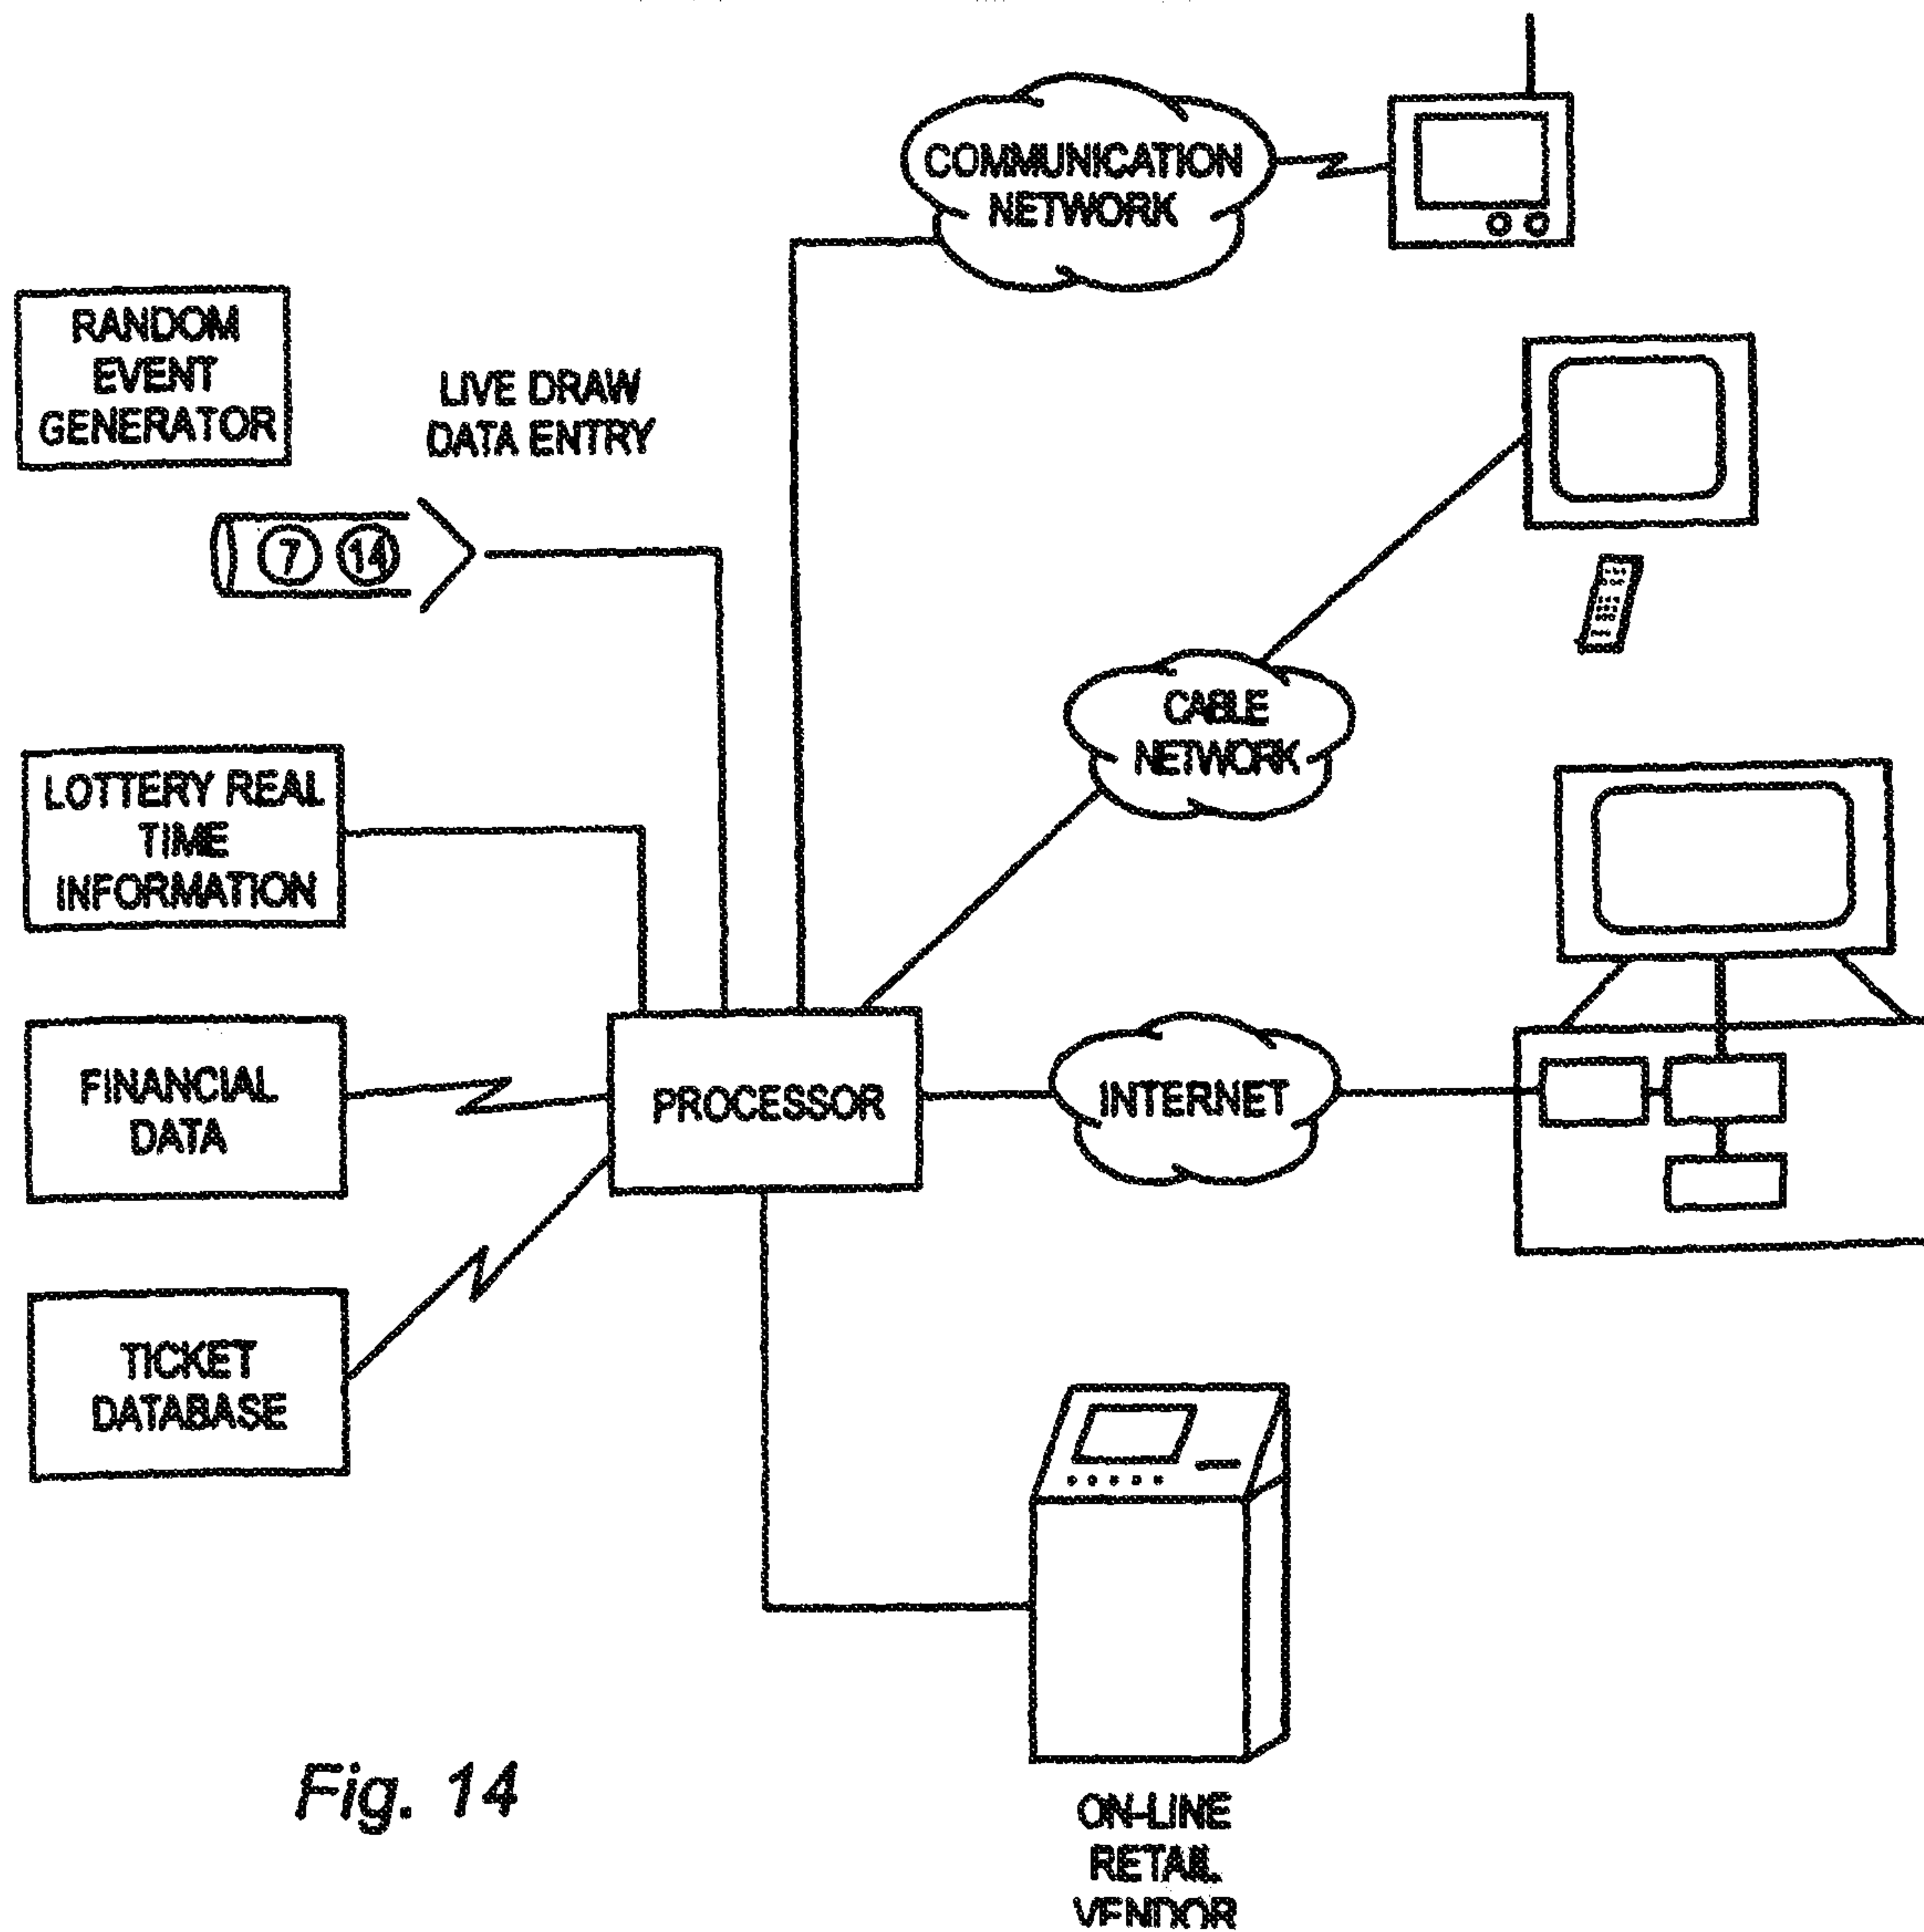 COMMUNICATION
NETWORK
RANDOM
EVENT
GENERATOR
LIVE DRAW
DATA ENTRY
7 14
CABLE
NETWORK
LOTTERY REAL
TIME
INFORMATION
FINANCIAL
DATA
PROCESSOR
INTERNET
TICKET
DATABASE
Fig. 14
ON-LINE
RETAIL
VENDOR